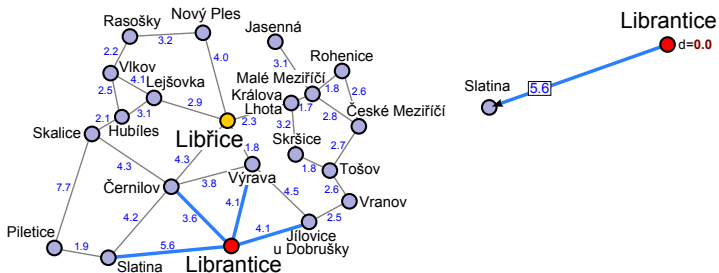 Nový Ples
Rasošky
3.2
Jasenná
2.2
4.0
3.1
Rohenice
Vlkov
4.1
Lejšovka
Malé Meziříčí
1.8
2.5
2.9
Králova
Lhota
1.7
2.6
2.1
3.1
2.3
2.8
České Meziříčí
Skalice
Hubíles
Libřice
3.2
Skršice
2.7
4.3
4.3
1.8
1.8
Tošov
Černilov
3.8
Výrava
4.5
2.6
Vranov
7.7
4.2
3.6
4.1
4.1
2.5
Piletice
1.9
5.6
Jílovice
u Dobrušky
Slatina
Librantice
Librantice
d=0.0
Slatina
5.6